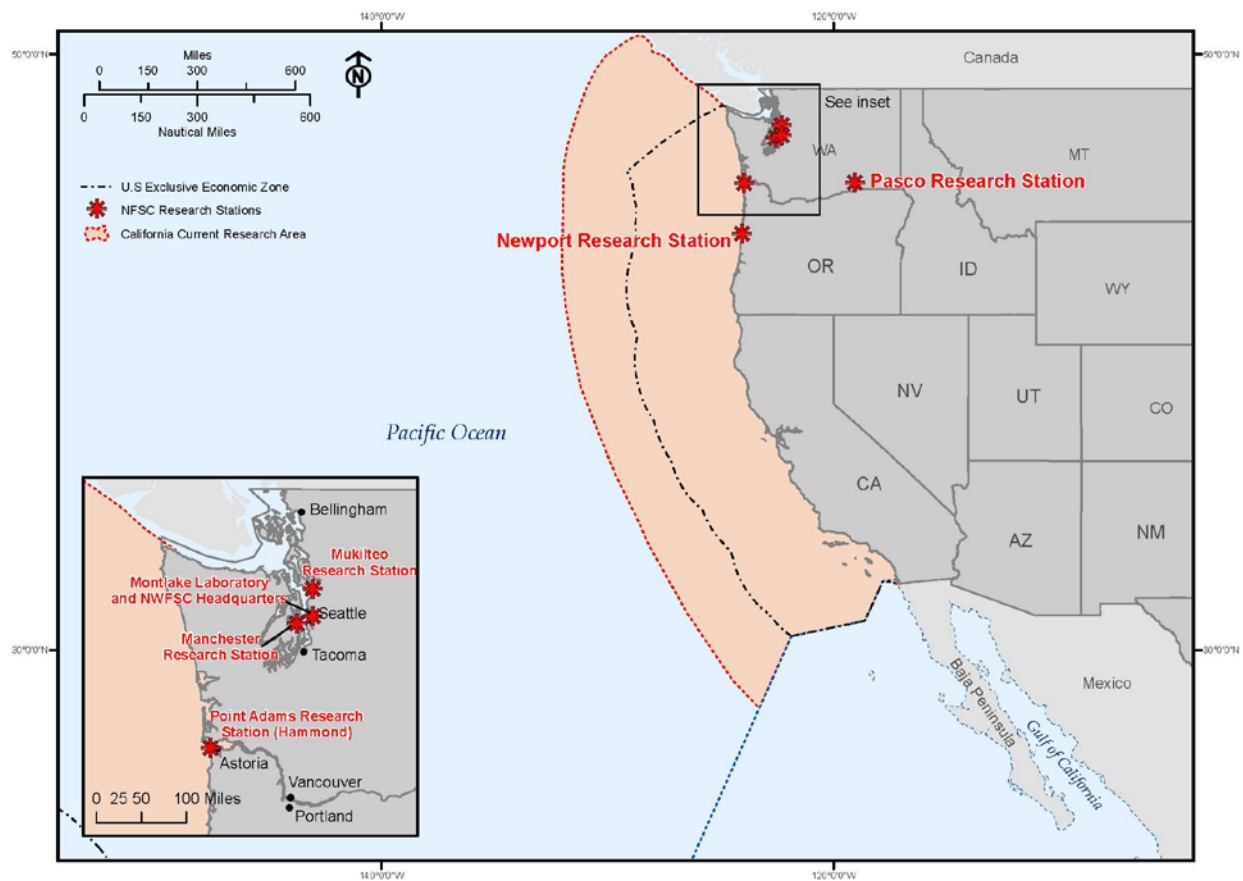 140°0'0"W
120°0'0"W
50°0'0"N
50°0'0"N
Miles
0 150 300 600
0 150 300 600
Nautical Miles
N
U.S Exclusive Economic Zone
NFSC Research Stations
California Current Research Area
Canada
See inset
WA
MT
Pasco Research Station
Newport Research Station
OR
ID
WY
NV
UT
CO
CA
AZ
NM
Pacific Ocean
30°0'0"N
30°0'0"N
Mexico
Baja Peninsula
Gulf of California
Bellingham
Mukilteo
Research Station
Montlake Laboratory
and NWFSC Headquarters
Seattle
Manchester
Research Station
Tacoma
Point Adams Research
Station (Hammond)
Astoria
Vancouver
Portland
0 25 50 100 Miles
140°0'0"W
120°0'0"W